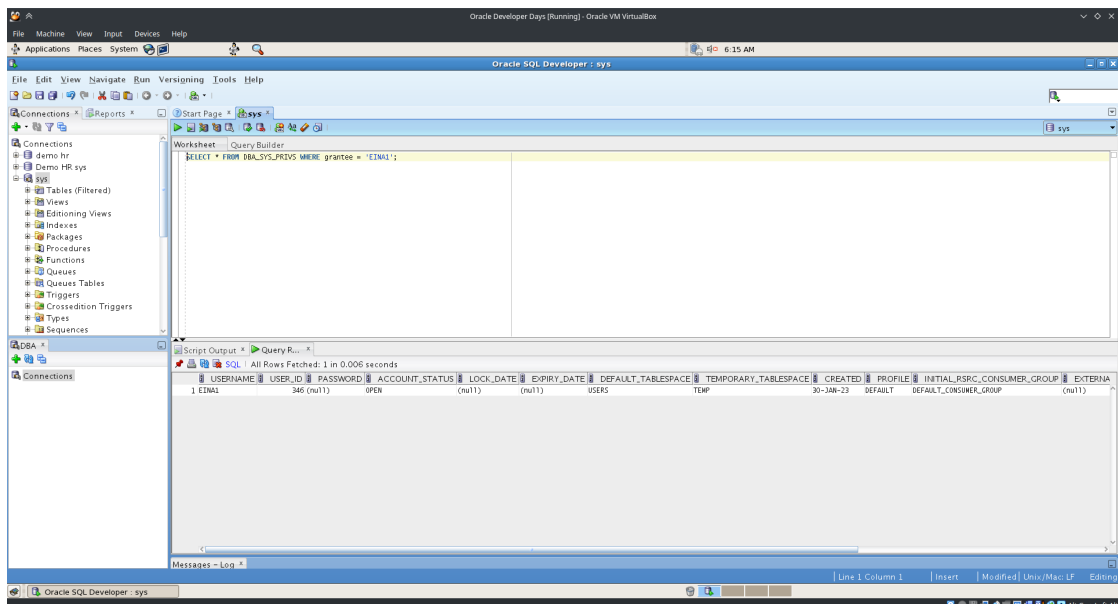 Oracle Developer Days [Running] - Oracle VM VirtualBox
File Machine View Input Devices Help
Applications Places System 6:15 AM
Oracle SQL Developer : sys
File Edit View Navigate Run Versioning Tools Help
Connections Reports
Start Page sys
sys
Connections
demo hr
Demo HR sys
sys
Tables (Filtered)
Views
Editioning Views
Indexes
Packages
Procedures
Functions
Queues
Queues Tables
Triggers
Crossedition Triggers
Types
Sequences
Worksheet Query Builder
SELECT * FROM DBA_SYS_PRIVS WHERE grantee = 'EINA1';
DBA
Connections
Script Output Query R...
SQL | All Rows Fetched: 1 in 0.006 seconds
USERNAME USER_ID PASSWORD ACCOUNT_STATUS LOCK_DATE EXPIRY_DATE DEFAULT_TABLESPACE TEMPORARY_TABLESPACE CREATED PROFILE INITIAL_RSRC_CONSUMER_GROUP EXTERNA
1 EINA1 346 (null) OPEN (null) (null) USERS TEMP 30-JAN-23 DEFAULT DEFAULT_CONSUMER_GROUP (null)
Messages - Log
Line 1 Column 1 | Insert | Modified | Unix/Mac: LF Editing
Oracle SQL Developer : sys